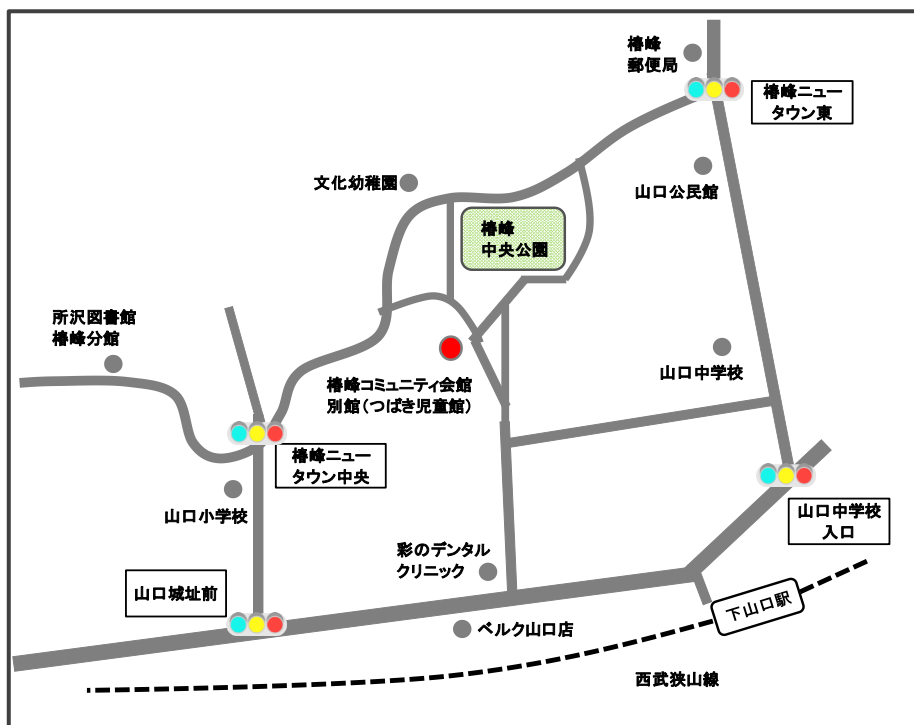 椿峰
郵便局
椿峰ニュー
タウン東
文化幼稚園
山口公民館
椿峰
中央公園
所沢図書館
椿峰分館
山口中学校
椿峰コミュニティ会館
別館(つばき児童館)
椿峰ニュー
タウン中央
山口小学校
山口中学校
入口
彩のデンタル
クリニック
山口城址前
下山口駅
ベルク山口店
西武狭山線